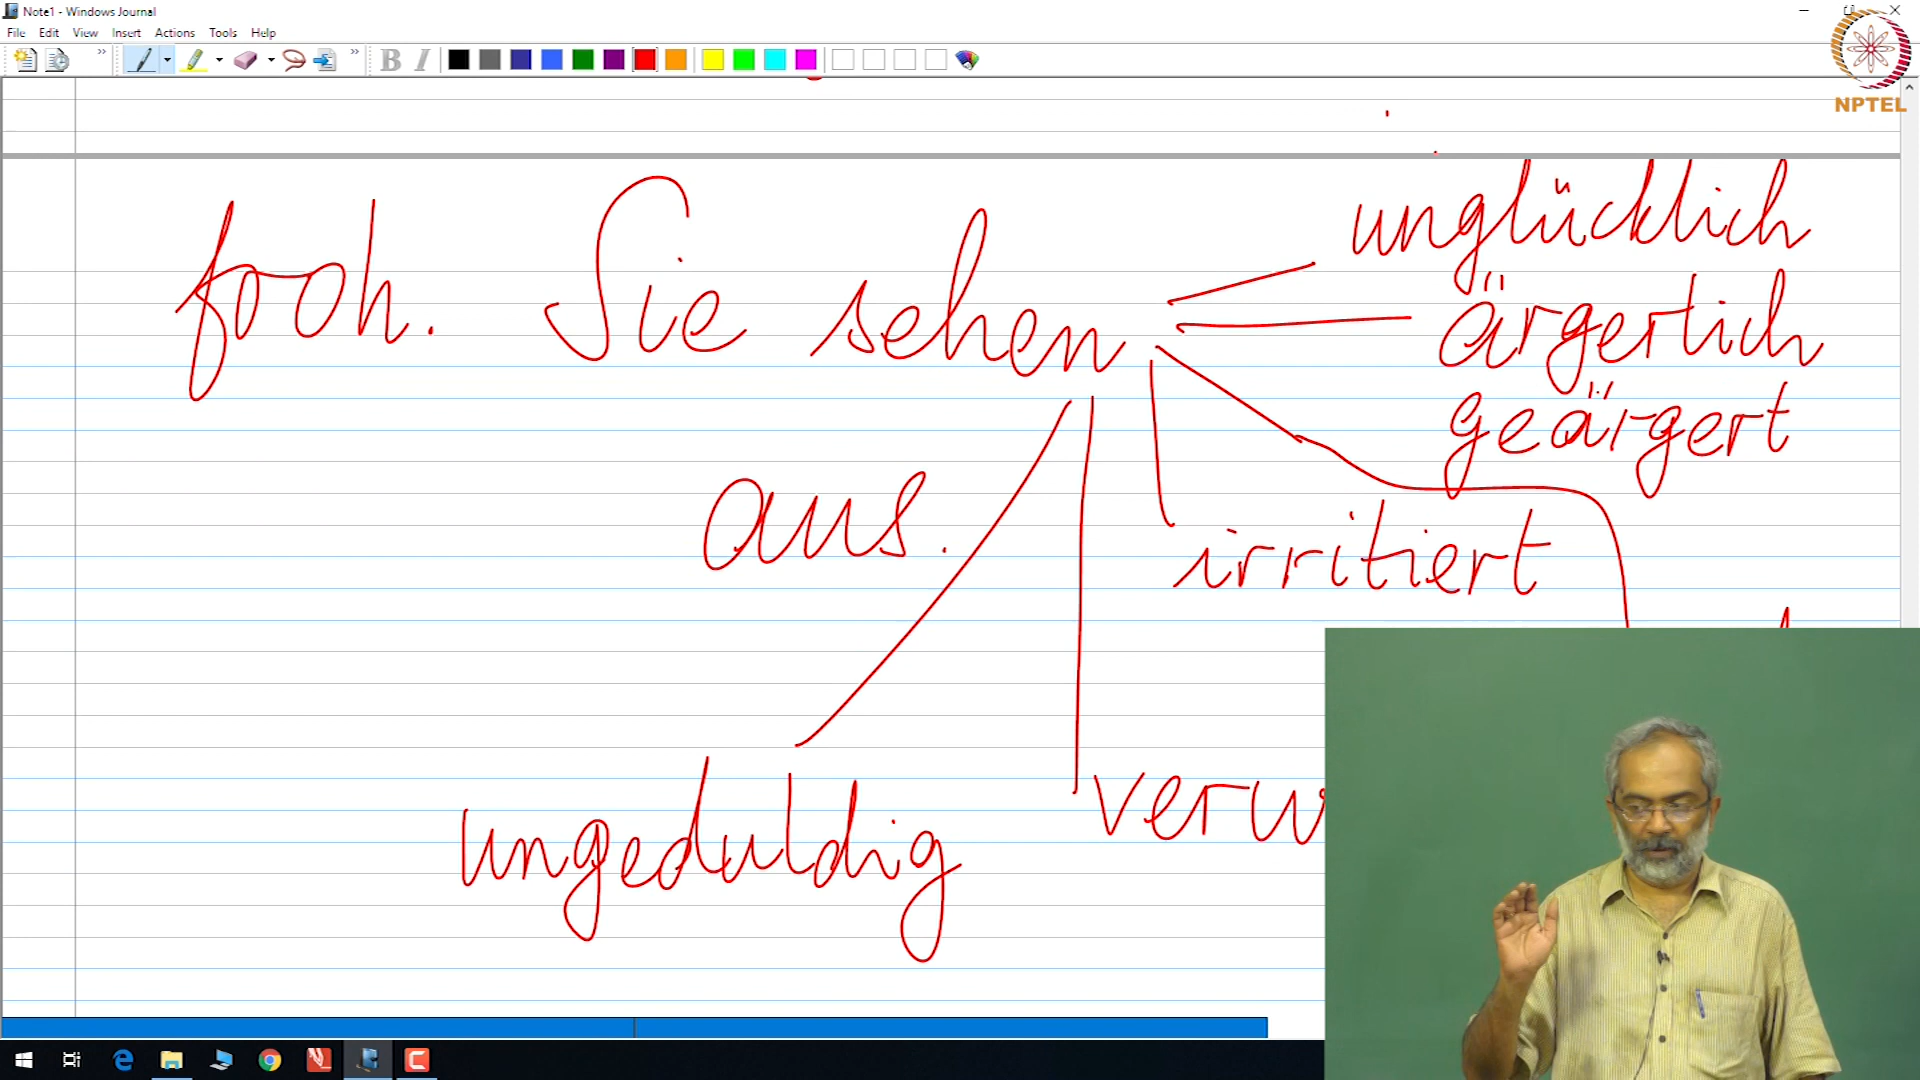 Note1 - Windows Journal
File Edit View Insert Actions Tools Help
B I
NPTEL
froh. Sie sehen
unglücklich
ärgerlich
geärgert
aus.
irritiert
ungeduldig
verw